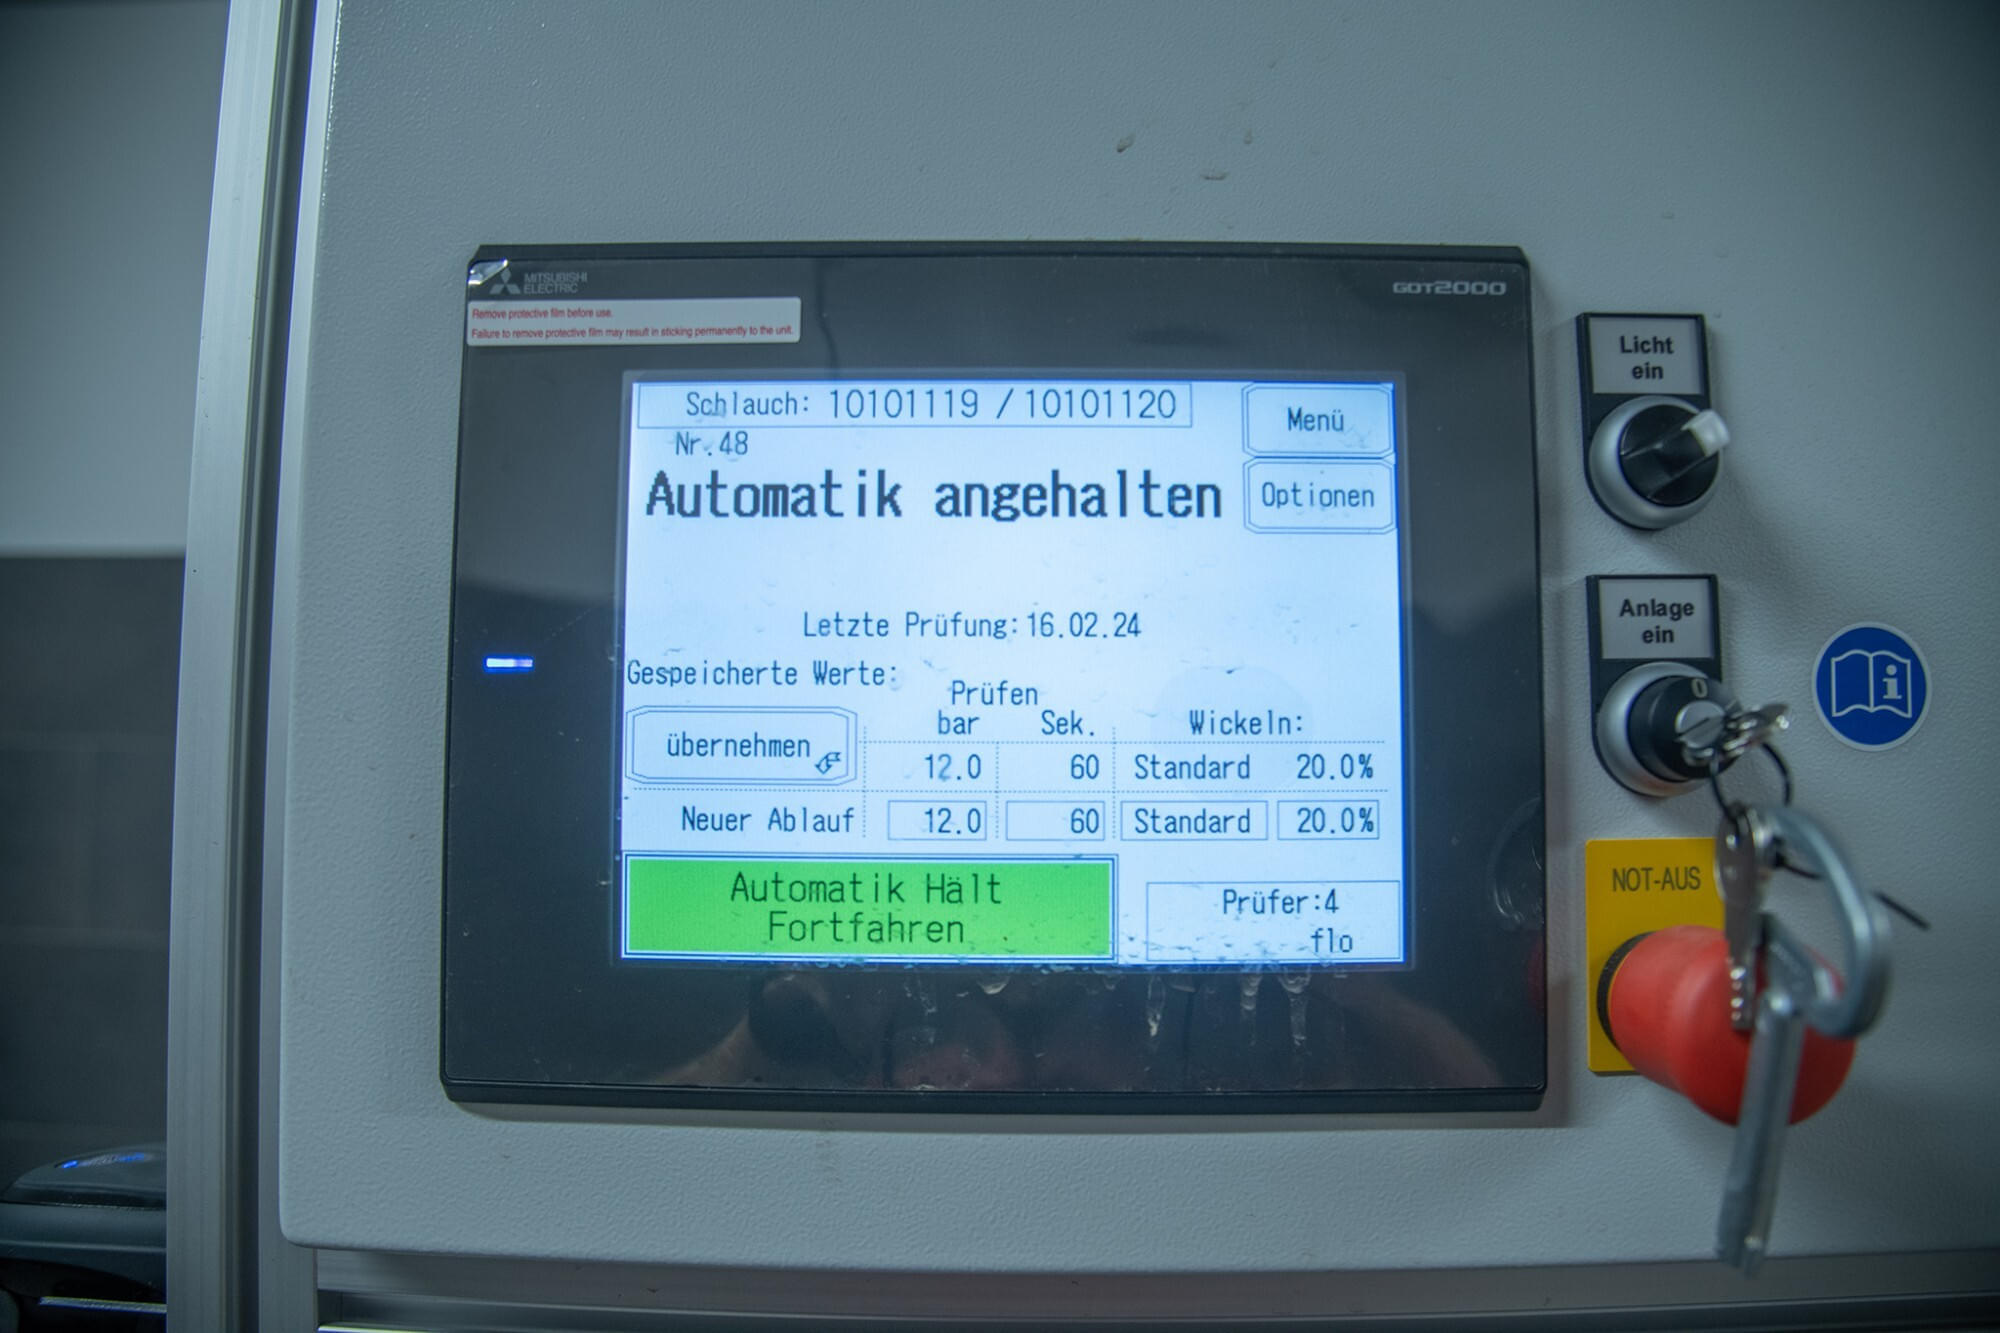 MITSUBISHI
ELECTRIC
GOT2000
Remove protective film before use.
Failure to remove protective film may result in sticking permanently to the unit.
Schlauch: 10101119 / 10101120
Menü
Nr.48
Automatik angehalten
Optionen
Letzte Prüfung:16.02.24
Gespeicherte Werte:
Prüfen
bar Sek. Wickeln:
übernehmen 12.0 60 Standard 20.0%
Neuer Ablauf 12.0 60 Standard 20.0%
Automatik Hält
Fortfahren
Prüfer:4
flo
Licht
ein
Anlage
ein
0
NOT-AUS